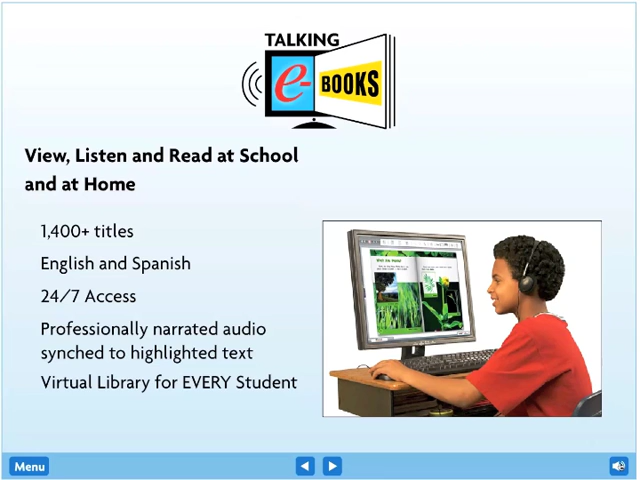 TALKING
e-BOOKS
View, Listen and Read at School
and at Home
1,400+ titles
English and Spanish
24/7 Access
Professionally narrated audio
synched to highlighted text
Virtual Library for EVERY Student
Menu